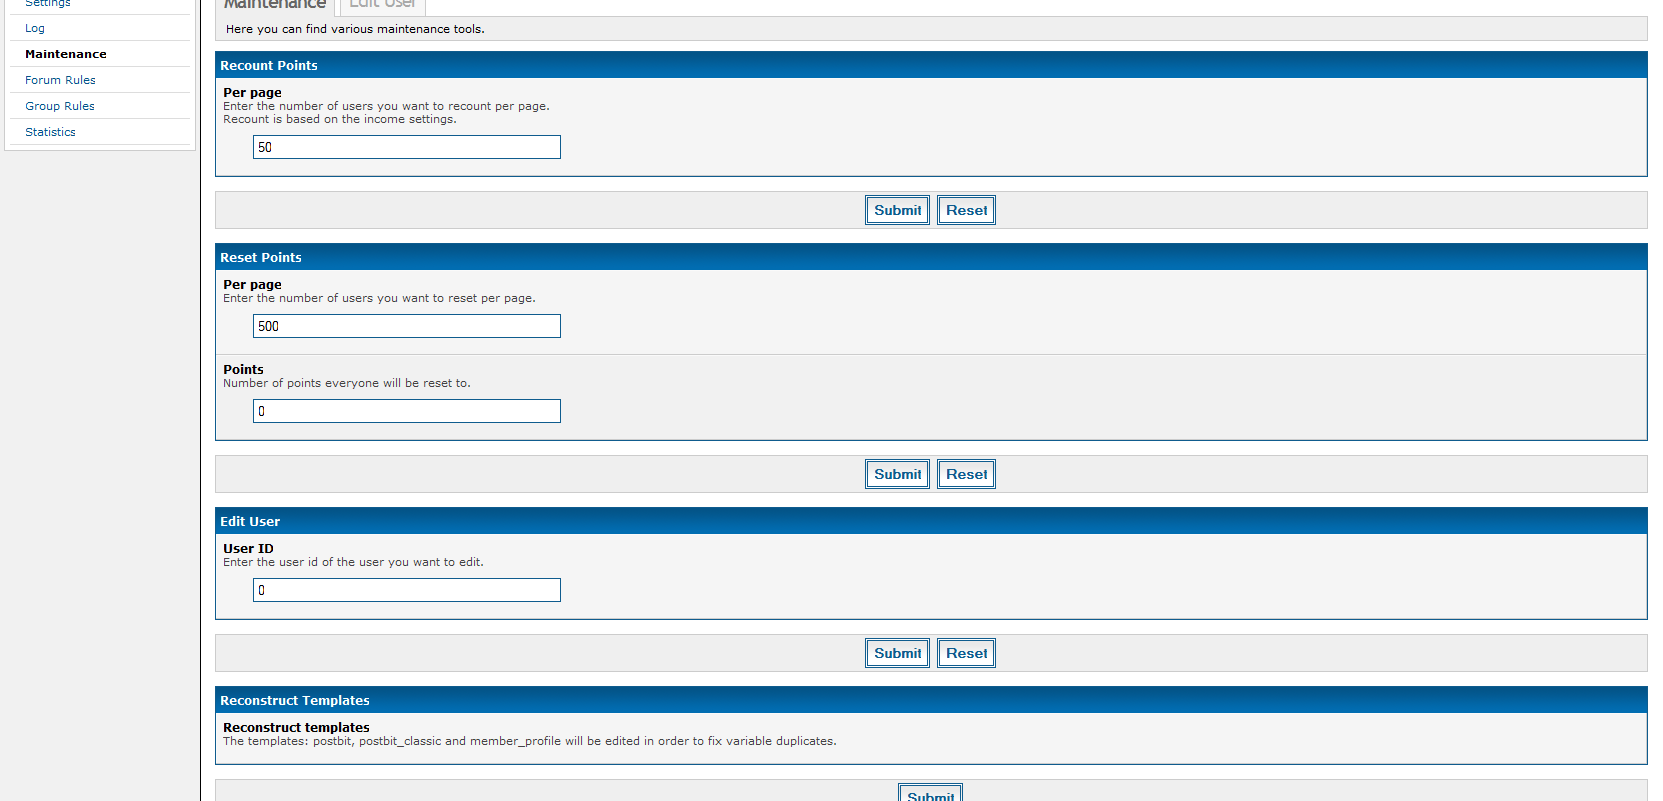 Settings
Log
Maintenance
Forum Rules
Group Rules
Statistics
Maintenance Edit User
Here you can find various maintenance tools.
Recount Points
Per page
Enter the number of users you want to recount per page.
Recount is based on the income settings.
50
Submit Reset
Reset Points
Per page
Enter the number of users you want to reset per page.
500
Points
Number of points everyone will be reset to.
0
Submit Reset
Edit User
User ID
Enter the user id of the user you want to edit.
0
Submit Reset
Reconstruct Templates
Reconstruct templates
The templates: postbit, postbit_classic and member_profile will be edited in order to fix variable duplicates.
Submit